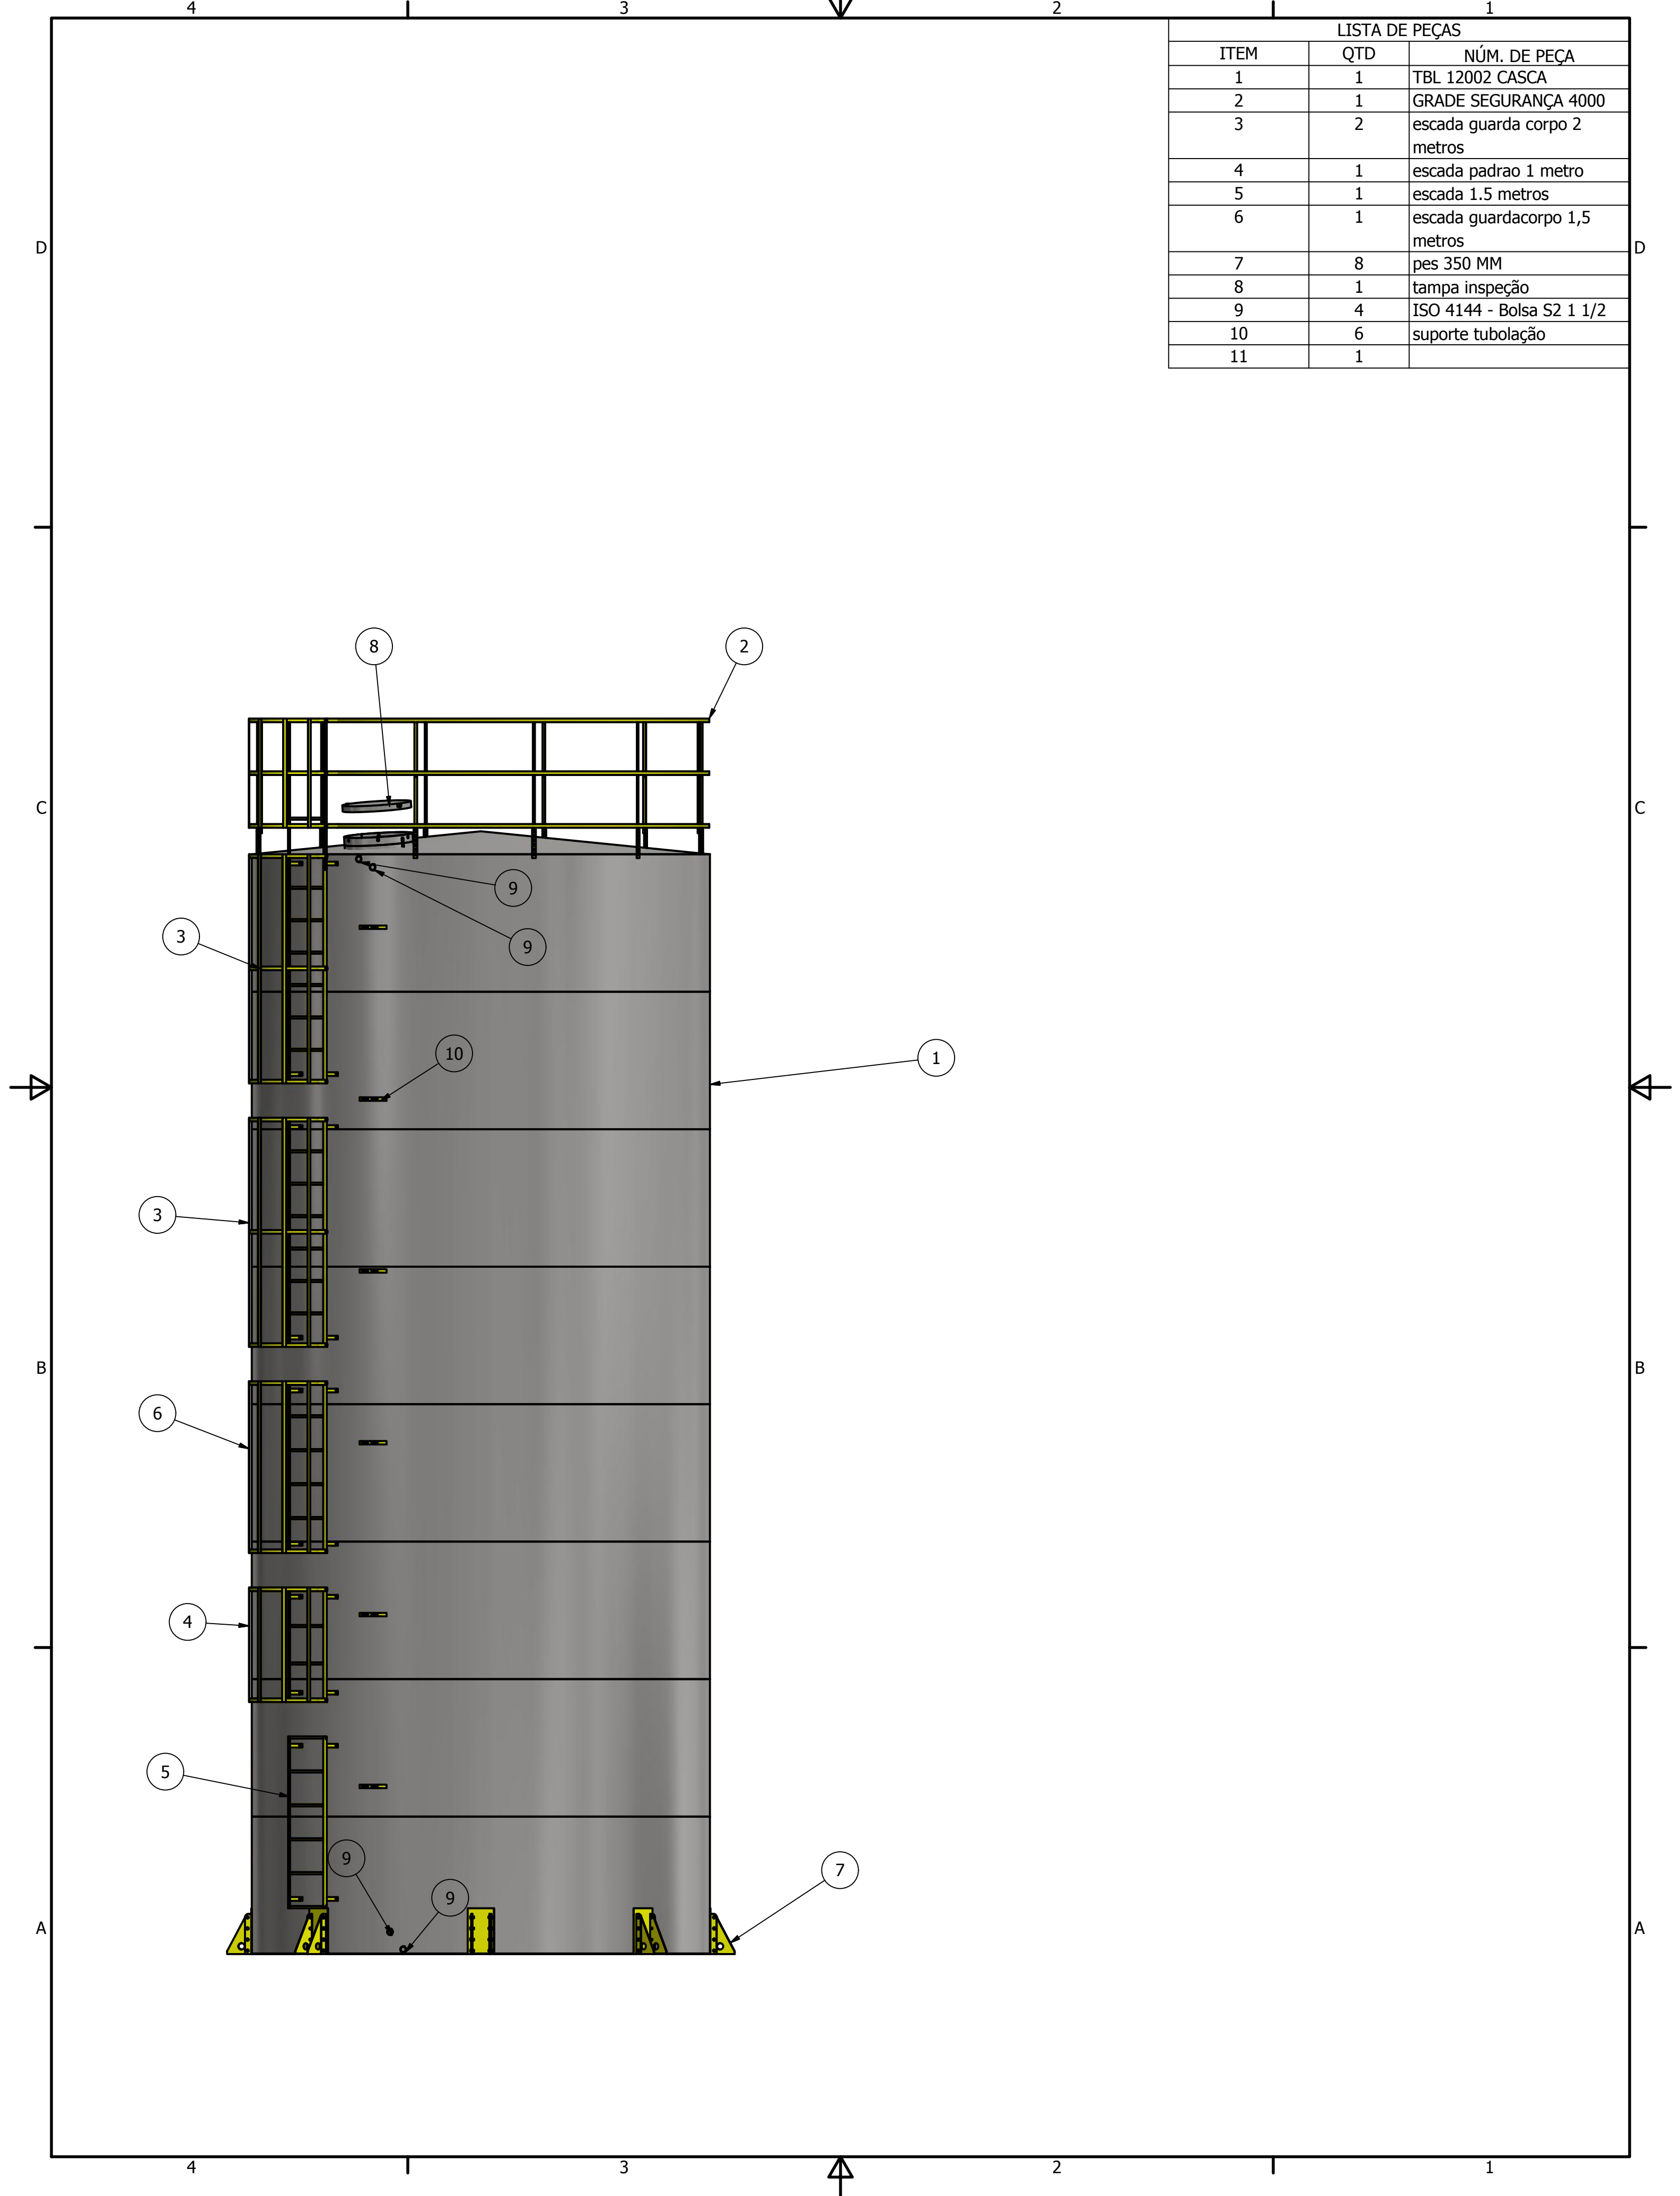 4 3 2 1
LISTA DE PEÇAS
ITEM QTD NÚM. DE PEÇA
1 1 TBL 12002 CASCA
2 1 GRADE SEGURANÇA 4000
3 2 escada guarda corpo 2
metros
4 1 escada padrao 1 metro
5 1 escada 1.5 metros
6 1 escada guardacorpo 1,5
metros
D D
7 8 pes 350 MM
8 1 tampa inspeção
9 4 ISO 4144 - Bolsa S2 1 1/2
10 6 suporte tubolação
11 1
8 2
C C
9
3
9
10
1
3
B B
6
4
5
9
7
9
A A
4 3 2 1